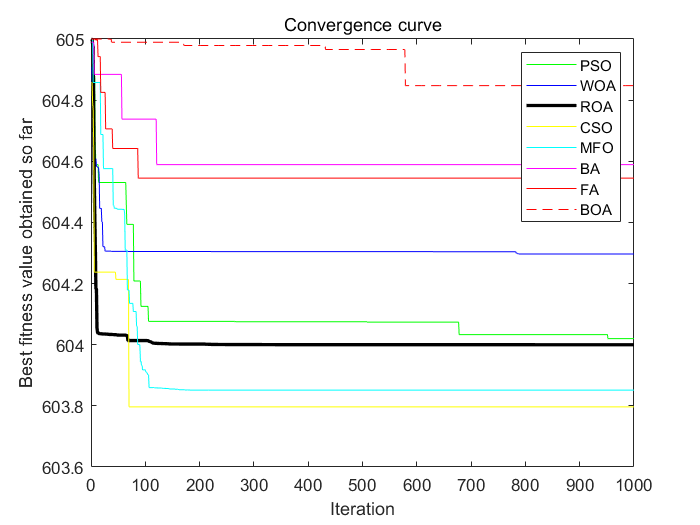 Convergence curve
605
604.8
604.6
604.4
604.2
604
603.8
603.6
Best fitness value obtained so far
PSO
WOA
ROA
CSO
MFO
BA
FA
BOA
0 100 200 300 400 500 600 700 800 900 1000
Iteration